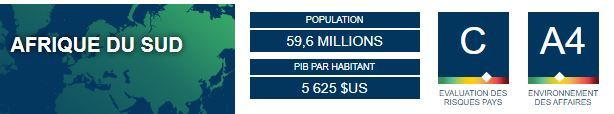 AFRIQUE DU SUD
POPULATION
59,6 MILLIONS
PIB PAR HABITANT
5 625 $US
C
EVALUATION DES
RISQUES PAYS
A4
ENVIRONNEMENT
DES AFFAIRES